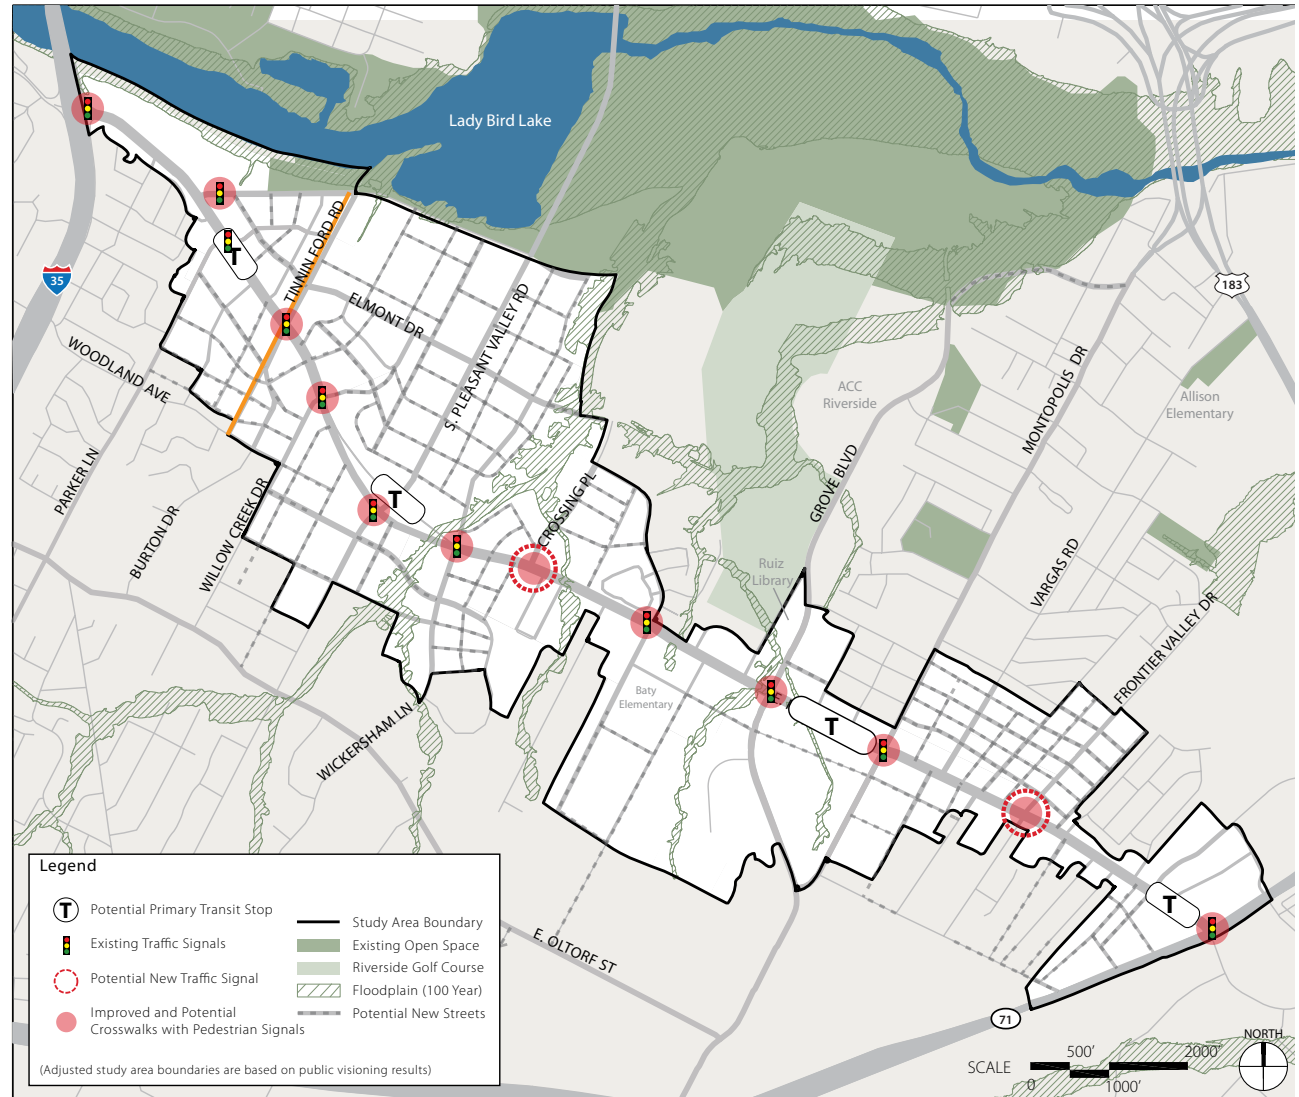 Lady Bird Lake
35
183
TINNIN FORD RD
ELMONT DR
S. PLEASANT VALLEY RD
WOODLAND AVE
PARKER LN
BURTON DR
WILLOW CREEK DR
CROSSING PL
WICKERSHAM LN
T
T
T
T
ACC
Riverside
GROVE BLVD
MONTOPOLIS DR
Allison
Elementary
Ruiz
Library
VARGAS RD
FRONTIER VALLEY DR
Baty
Elementary
E. OLTORF ST
71
Legend
T Potential Primary Transit Stop
Existing Traffic Signals
Potential New Traffic Signal
Improved and Potential
Crosswalks with Pedestrian Signals
Study Area Boundary
Existing Open Space
Riverside Golf Course
Floodplain (100 Year)
Potential New Streets
(Adjusted study area boundaries are based on public visioning results)
SCALE
500’
2000’
0
1000’
NORTH